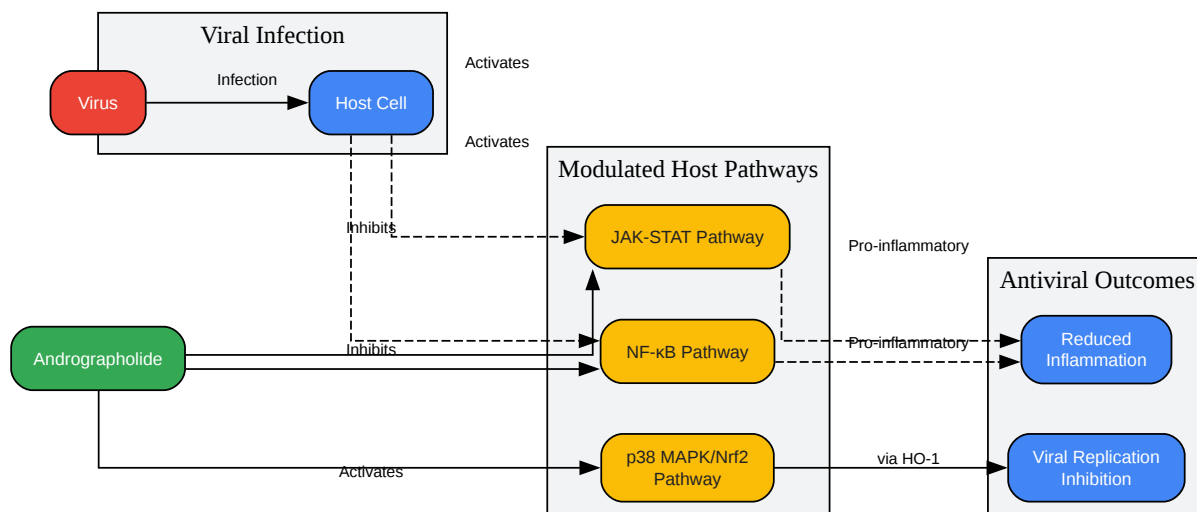 Viral Infection
Activates
Infection
Virus
Host Cell
Activates
Modulated Host Pathways
Inhibits
JAK-STAT Pathway
Pro-inflammatory
Antiviral Outcomes
Andrographolide
Inhibits
NF-κB Pathway
Pro-inflammatory
Reduced
Inflammation
Activates
p38 MAPK/Nrf2
Pathway
via HO-1
Viral Replication
Inhibition